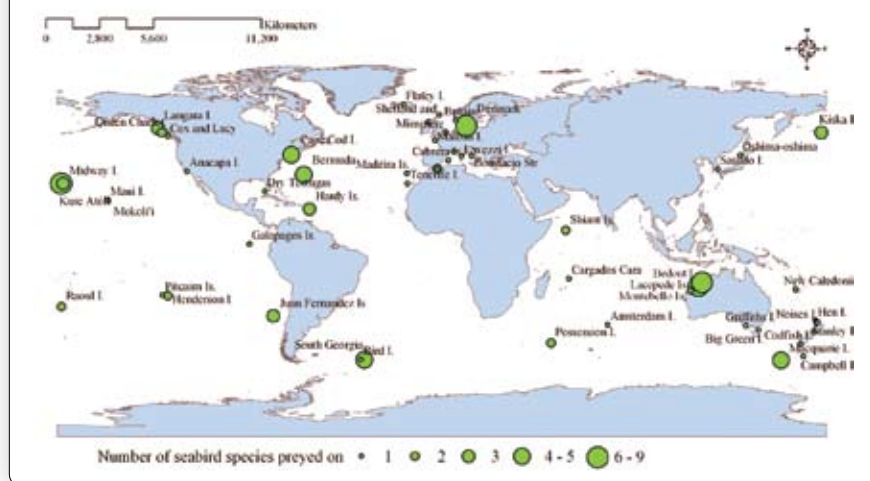 Kilometers
0 2,800 5,600 11,200
Flatey I.
Shetland and
Denmark
Langara I.
Cox and Lacy
Kiska I
Cape Cod I.
Oshima-oshima
Cabrera
Lavezzi I
Bermuda
Madeira Is.
Bonifacio Str
Anacapa I.
Midway I.
Dry Tortugas
Tenerife I.
Maui I.
Kure Atoll
Mokoli'i
Hardy Is.
Shiant Is
Galapagos Is.
Cargados Cara
Bedout I.
Lacepede Is
Montebello Is.
New Caledonia
Pitcairn Is.
Henderson I
Raoul I.
Juan Fernandez Is
Amsterdam I.
Noises I
Hen I.
Possession I.
Big Green I
Codfish I.
South Georgia
Bird I.
Macquarie I.
Campbell I
Number of seabird species preyed on 1 2 3 4 - 5 6 - 9